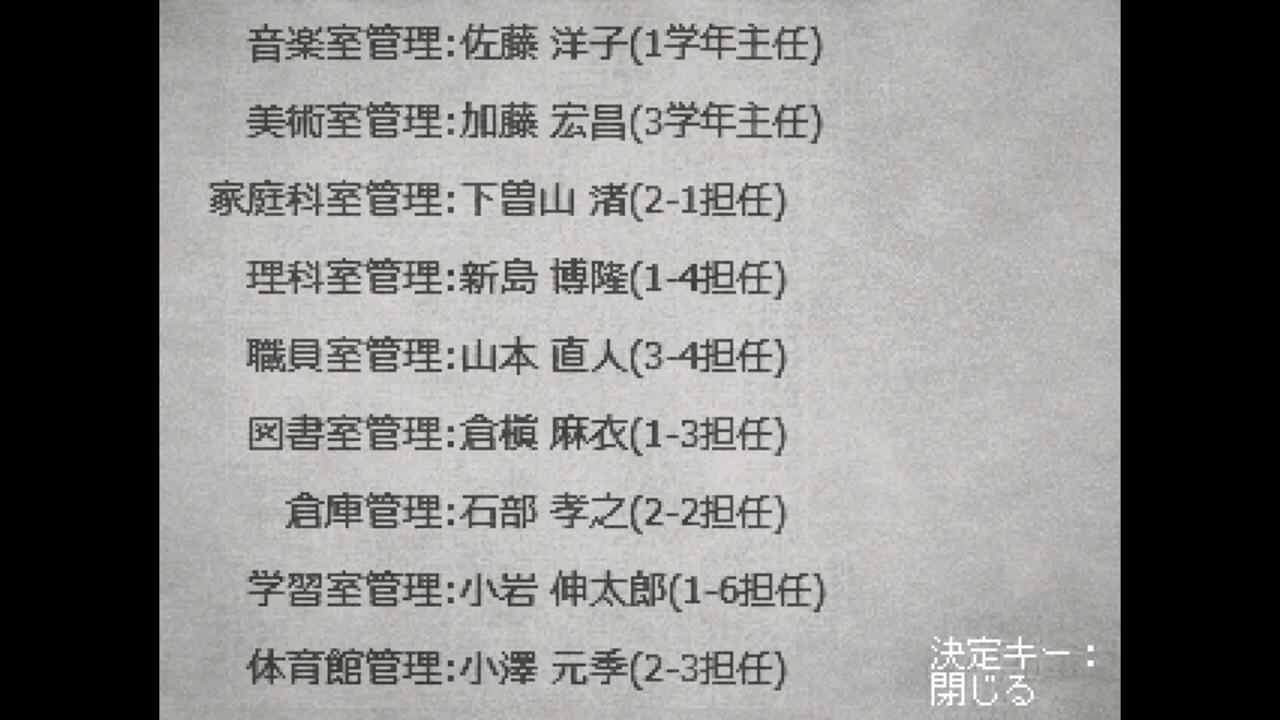 音楽室管理:佐藤 洋子(1学年主任)
美術室管理:加藤 宏昌(3学年主任)
家庭科室管理:下曽山 渚(2-1担任)
理科室管理:新島 博隆(1-4担任)
職員室管理:山本 直人(3-4担任)
図書室管理:倉槇 麻衣(1-3担任)
倉庫管理:石部 孝之(2-2担任)
学習室管理:小岩 伸太郎(1-6担任)
体育館管理:小澤 元季(2-3担任)
決定キー:
閉じる